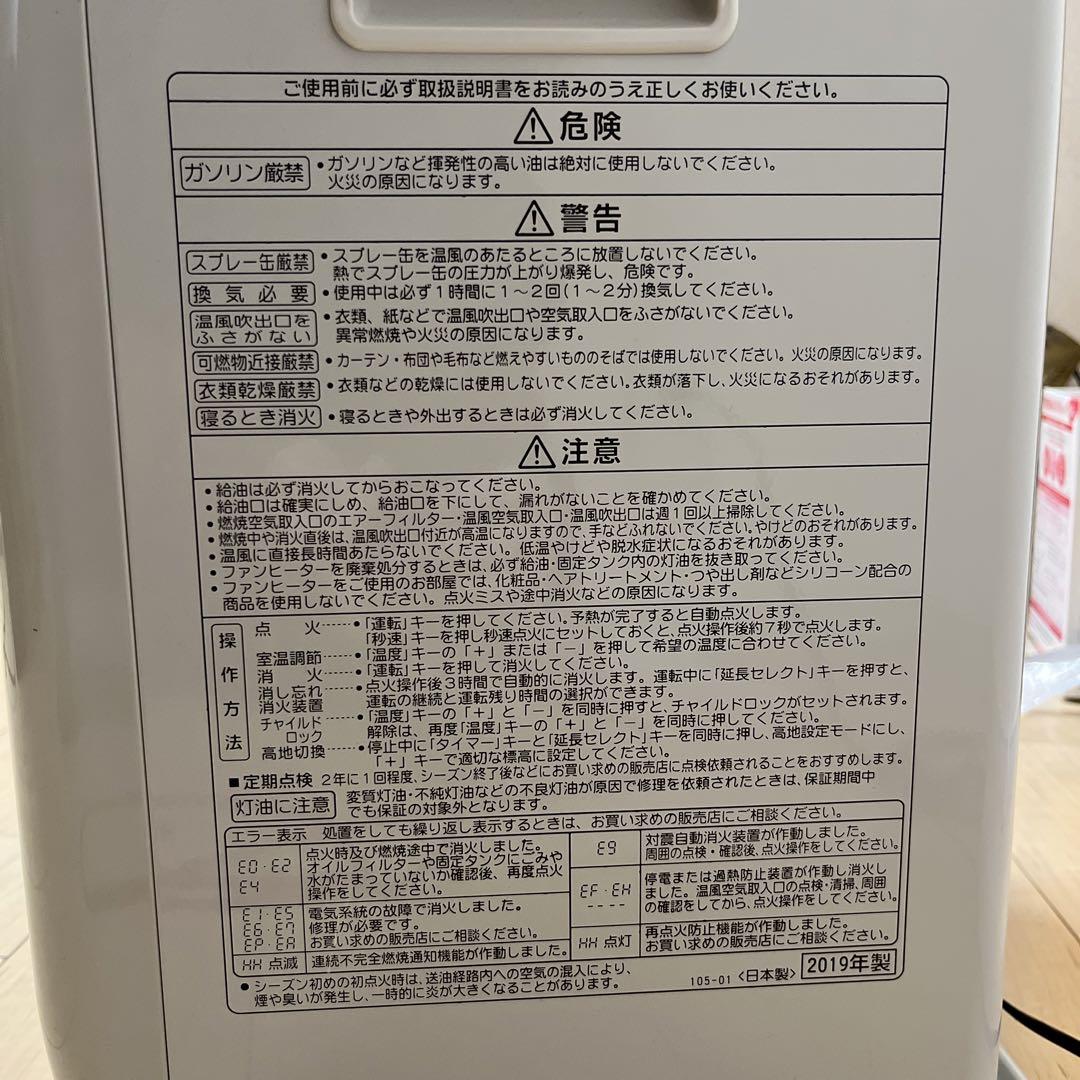 ご使用前に必ず取扱説明書をお読みのうえ正しくお使いください。
⚠危険
ガソリン厳禁 •ガソリンなど揮発性の高い油は絶対に使用しないでください。
火災の原因になります。
⚠警告
スプレー缶厳禁 •スプレー缶を温風のあたるところに放置しないでください。
熱でスプレー缶の圧力が上がり爆発し、危険です。
換気必要 •使用中は必ず1時間に1〜2回(1〜2分)換気してください。
温風吹出口をふさがない •衣類、紙などで温風吹出口や空気取入口をふさがないでください。
異常燃焼や火災の原因になります。
可燃物近接厳禁 •カーテン・布団や毛布など燃えやすいもののそばでは使用しないでください。火災の原因になります。
衣類乾燥厳禁 •衣類などの乾燥には使用しないでください。衣類が落下し、火災になるおそれがあります。
寝るとき消火 •寝るときや外出するときは必ず消火してください。
⚠注意
•給油は必ず消火してからおこなってください。
•給油口は確実にしめ、給油口を下にして、漏れがないことを確かめてください。
•燃焼空気取入口のエアーフィルター・温風空気取入口・温風吹出口は週1回以上掃除してください。
•燃焼中や消火直後は、温風吹出口付近が高温になりますので、手などふれないでください。やけどのおそれがあります。
•温風に直接長時間あたらないでください。低温やけどや脱水症状になるおそれがあります。
•ファンヒーターを廃棄処分するときは、必ず給油・固定タンク内の灯油を抜き取ってください。
•ファンヒーターをご使用のお部屋では、化粧品・ヘアトリートメント・つや出し剤などシリコーン配合の
商品を使用しないでください。点火ミスや途中消火などの原因になります。
操作方法
点火……•「運転」キーを押してください。予熱が完了すると自動点火します。
「秒速」キーを押し秒速点火にセットしておくと、点火操作後約7秒で点火します。
室温調節……•「温度」キーの「+」または「−」を押して希望の温度に合わせてください。
消火……•「運転」キーを押して消火してください。
消し忘れ消火装置……•点火操作後3時間で自動的に消火します。運転中に「延長セレクト」キーを押すと、
運転の継続と運転残り時間の選択ができます。
チャイルドロック……•「温度」キーの「+」と「−」を同時に押すと、チャイルドロックがセットされます。
解除は、再度「温度」キーの「+」と「−」を同時に押してください。
高地切換……•停止中に「タイマー」キーと「延長セレクト」キーを同時に押し、高地設定モードにし、
「+」キーで適切な標高に設定してください。
■定期点検 2年に1回程度、シーズン終了後などにお買い求めの販売店に点検依頼されることをおすすめします。
灯油に注意 変質灯油・不純灯油などの不良灯油が原因で修理を依頼されたときは、保証期間中
でも保証の対象外となります。
エラー表示 処置をしても繰り返し表示するときは、お買い求めの販売店にご相談ください。
E0・E2
E4
点火時及び燃焼途中で消火しました。
オイルフィルターや固定タンクにごみや
水がたまっていないか確認後、再度点火
操作をしてください。
E1・E5
E6・E7
EP・EA
電気系統の故障で消火しました。
修理が必要です。
お買い求めの販売店にご相談ください。
HH 点滅 連続不完全燃焼通知機能が作動しました。
E9 対震自動消火装置が作動しました。
周囲の点検・確認後、点火操作をしてください。
EF・EH
----
停電または過熱防止装置が作動し消火し
ました。温風空気取入口の点検・清掃、周囲
の確認をしてから、点火操作をしてください。
HH 点灯 再点火防止機能が作動しました。
お買い求めの販売店にご相談ください。
•シーズン初めの初点火時は、送油経路内への空気の混入により、
煙や臭いが発生し、一時的に炎が大きくなることがあります。
105-01 <日本製> 2019年製